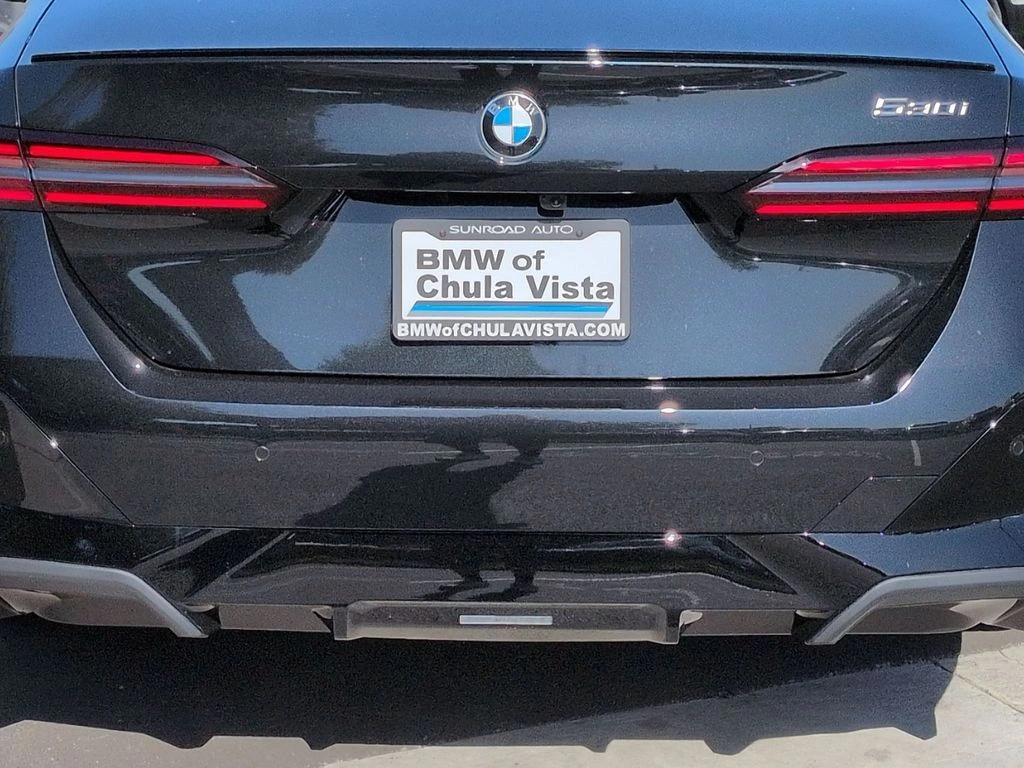 BMW
530i
SUNROAD AUTO
BMW of
Chula Vista
BMWofCHULAVISTA.COM